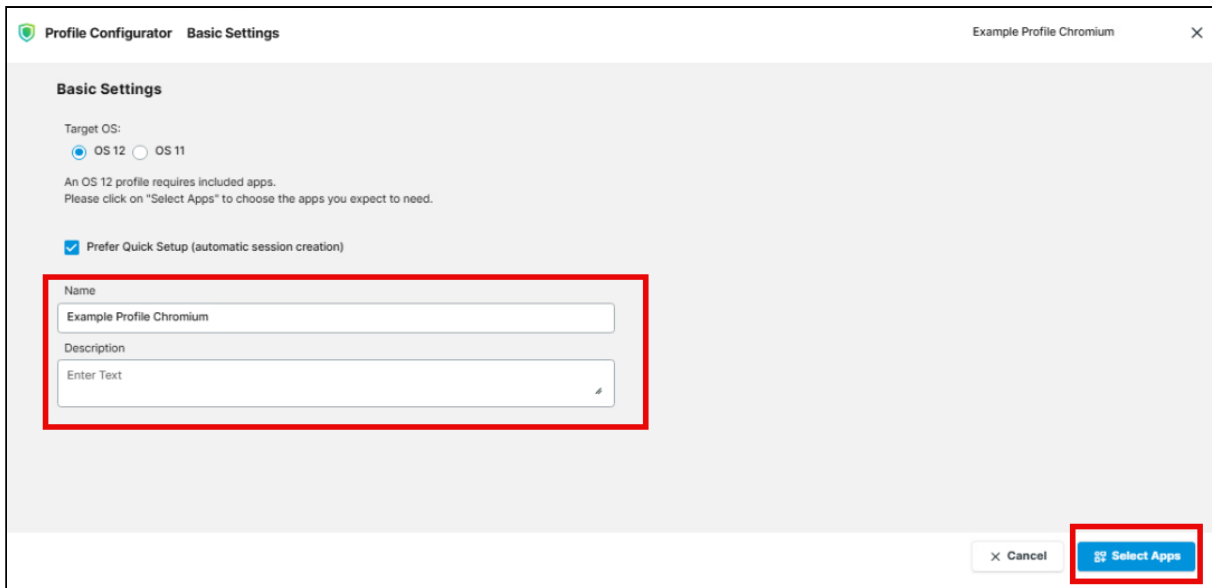 Profile Configurator Basic Settings Example Profile Chromium
Basic Settings
Target OS:
OS 12 OS 11
An OS 12 profile requires included apps.
Please click on "Select Apps" to choose the apps you expect to need.
Prefer Quick Setup (automatic session creation)
Name
Example Profile Chromium
Description
Enter Text
Cancel Select Apps